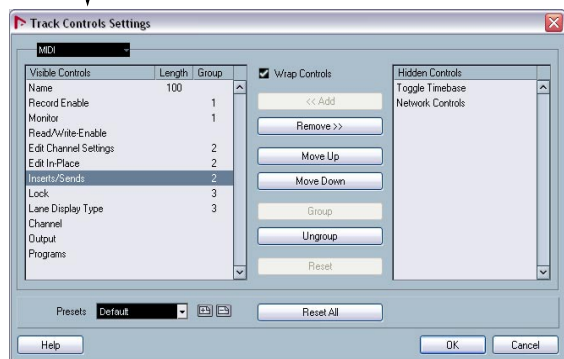 Track Controls Settings
MIDI
Visible Controls Length Group
Name 100
Record Enable 1
Monitor 1
Read/Write-Enable
Edit Channel Settings 2
Edit In-Place 2
Inserts/Sends 2
Lock 3
Lane Display Type 3
Channel
Output
Programs
Wrap Controls
<< Add
Remove >>
Move Up
Move Down
Group
Ungroup
Reset
Hidden Controls
Toggle Timebase
Network Controls
Presets Default
Reset All
Help
OK
Cancel